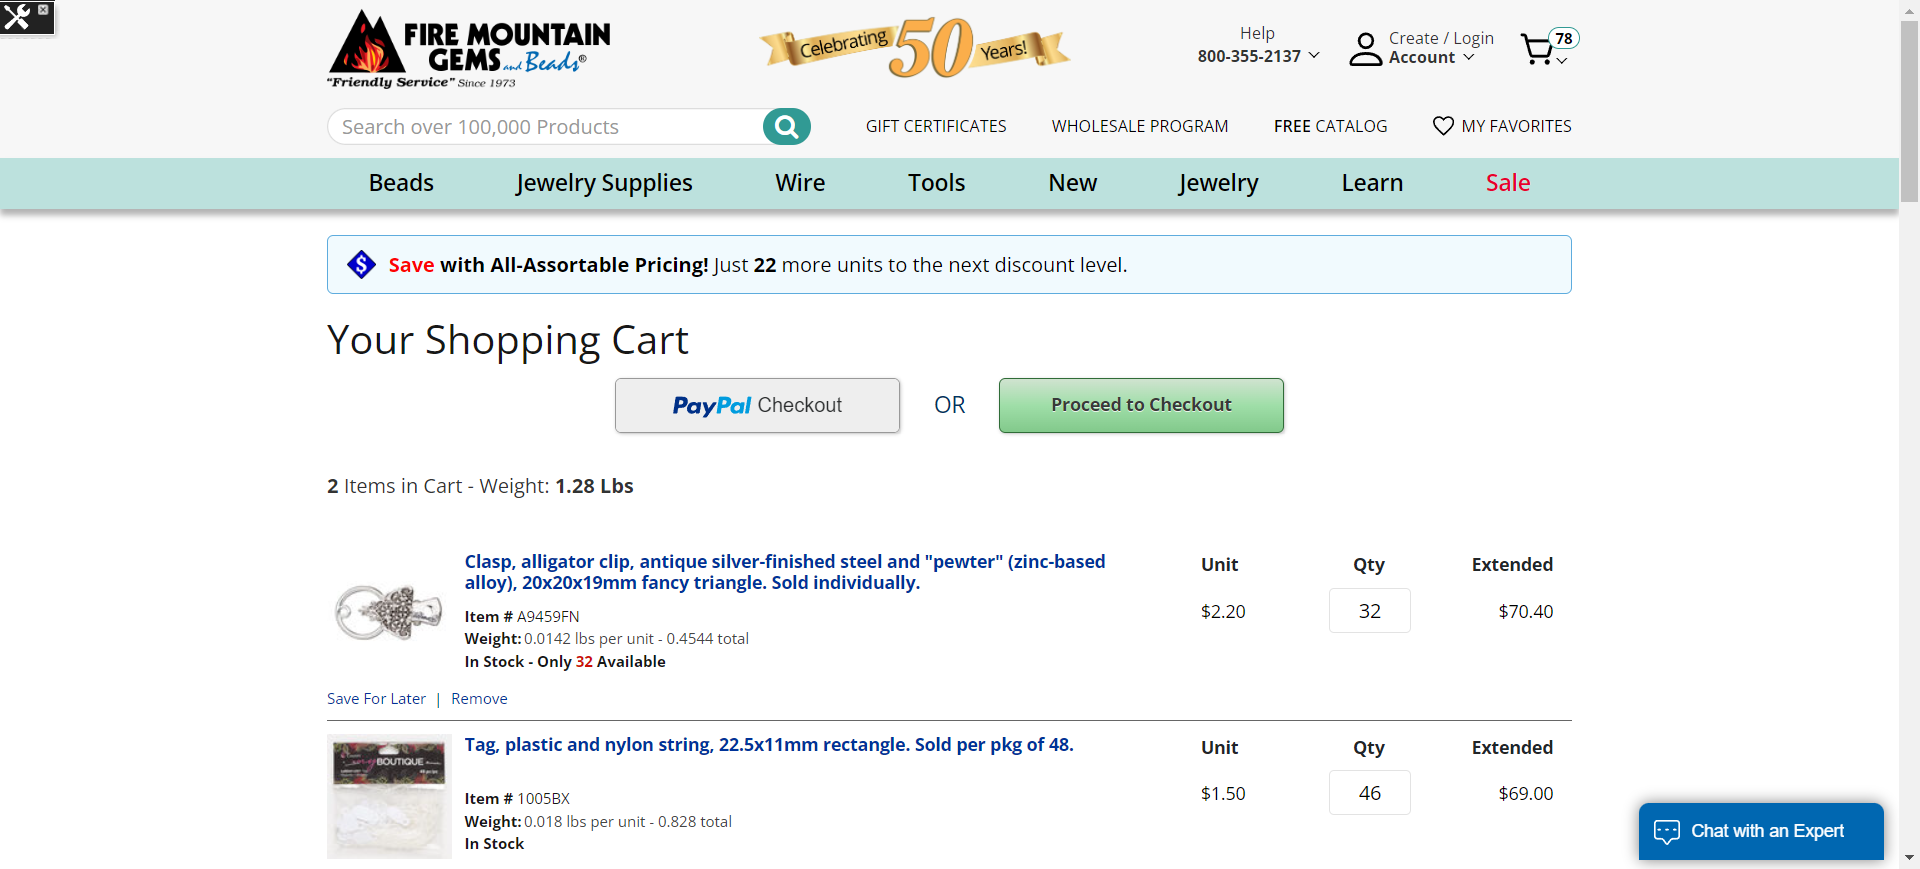 FIRE MOUNTAIN
GEMS and Beads®
"Friendly Service" Since 1973
Celebrating 50 Years!
Help
800-355-2137
Create / Login
Account
78
Search over 100,000 Products
GIFT CERTIFICATES
WHOLESALE PROGRAM
FREE CATALOG
MY FAVORITES
Beads
Jewelry Supplies
Wire
Tools
New
Jewelry
Learn
Sale
$ Save with All-Assortable Pricing! Just 22 more units to the next discount level.
Your Shopping Cart
PayPal Checkout
OR
Proceed to Checkout
2 Items in Cart - Weight: 1.28 Lbs
Clasp, alligator clip, antique silver-finished steel and "pewter" (zinc-based
alloy), 20x20x19mm fancy triangle. Sold individually.
Item # A9459FN
Weight: 0.0142 lbs per unit - 0.4544 total
In Stock - Only 32 Available
Unit
Qty
Extended
$2.20
32
$70.40
Save For Later | Remove
BOUTIQUE
Tag, plastic and nylon string, 22.5x11mm rectangle. Sold per pkg of 48.
Item # 1005BX
Weight: 0.018 lbs per unit - 0.828 total
In Stock
Unit
Qty
Extended
$1.50
46
$69.00
Chat with an Expert